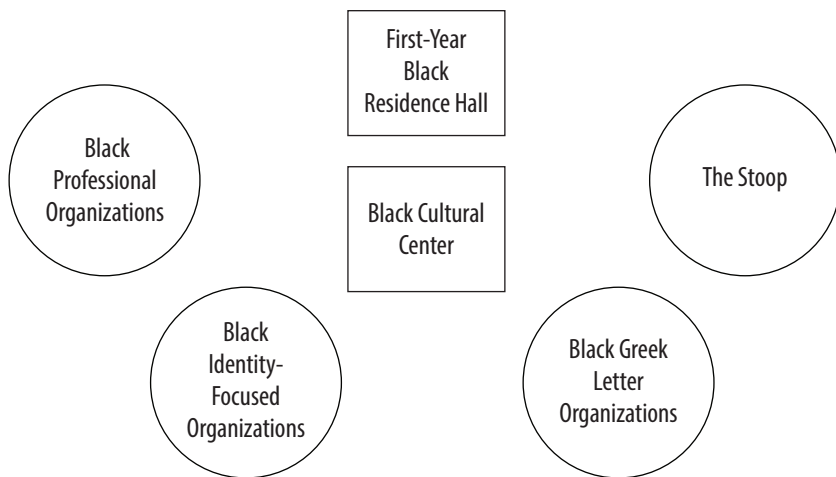 First-Year
Black
Residence Hall
Black
Professional
Organizations
The Stoop
Black Cultural
Center
Black
Identity-
Focused
Organizations
Black Greek
Letter
Organizations